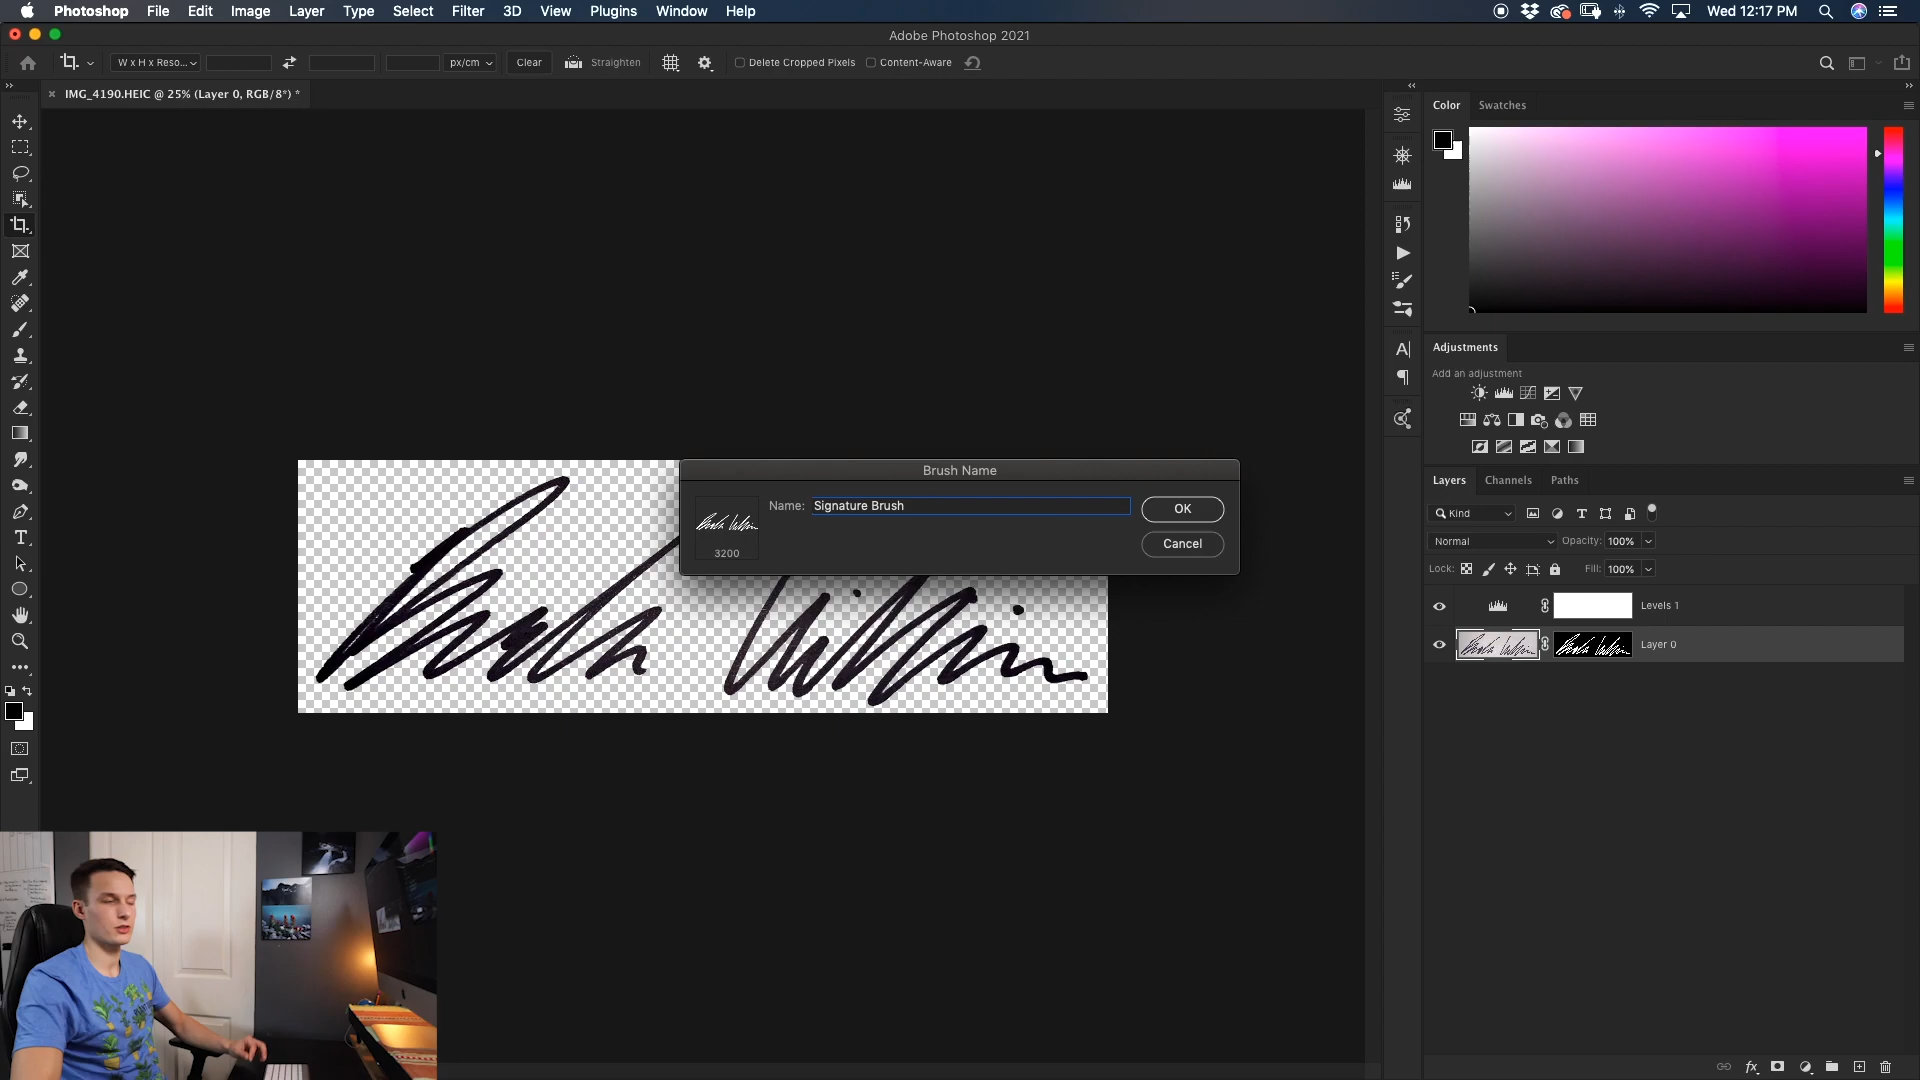 Photoshop File Edit Image Layer Type Select Filter 3D View Plugins Window Help
Wed 12:17 PM
Adobe Photoshop 2021
W x H x Reso...
px/cm
Clear
Straighten
Delete Cropped Pixels
Content-Aware
IMG_4190.HEIC @ 25% (Layer 0, RGB/8*) *
Color Swatches
Adjustments
Add an adjustment
Brush Name
Name: Signature Brush
OK
Cancel
3200
Layers Channels Paths
Kind
Normal
Opacity: 100%
Lock:
Fill: 100%
Levels 1
Layer 0